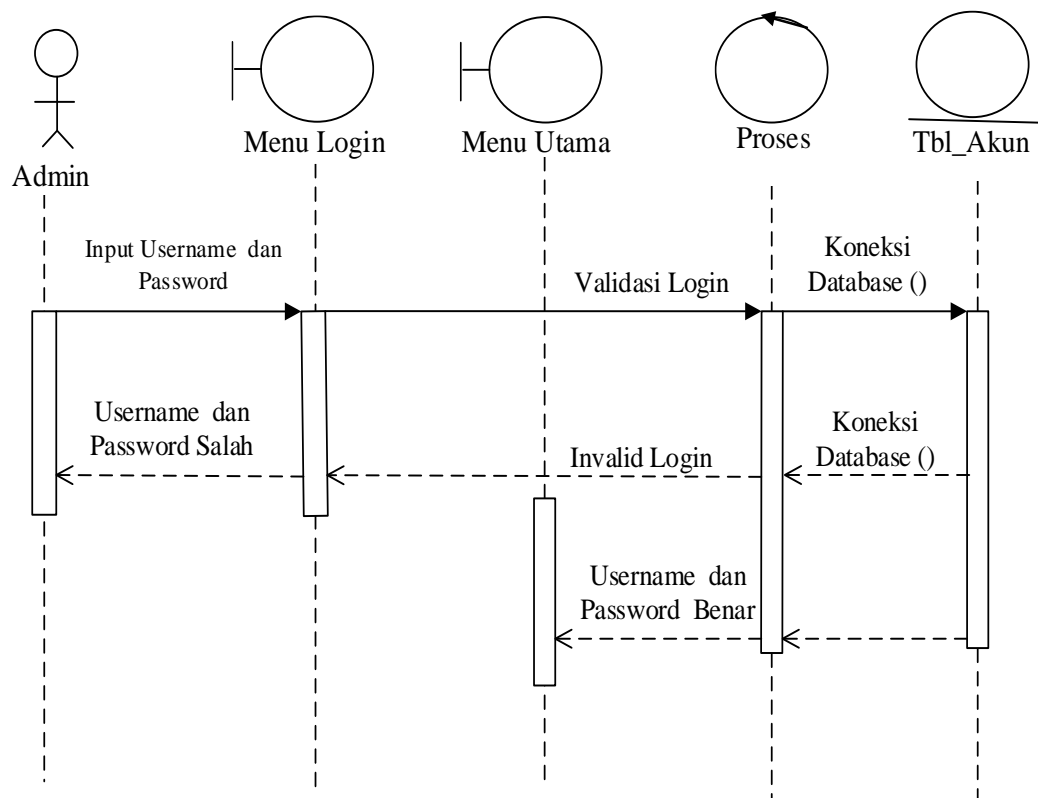 Admin
Menu Login
Menu Utama
Proses
Tbl_Akun
Input Username dan
Password
Validasi Login
Koneksi
Database ()
Username dan
Password Salah
Invalid Login
Koneksi
Database ()
Username dan
Password Benar